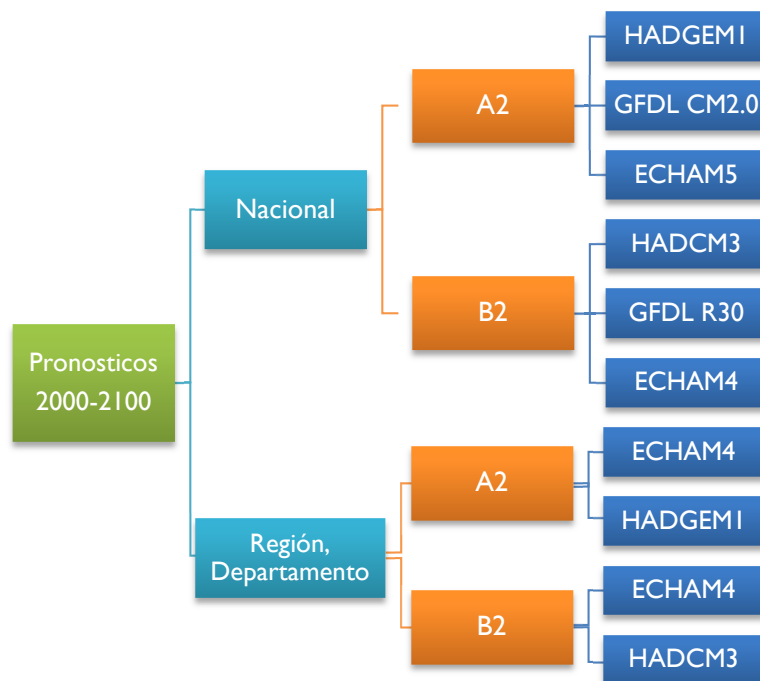 Pronosticos
2000-2100
Nacional
A2
HADGEM1
GFDL CM2.0
ECHAM5
B2
HADCM3
GFDL R30
ECHAM4
Región,
Departamento
A2
ECHAM4
HADGEM1
B2
ECHAM4
HADCM3